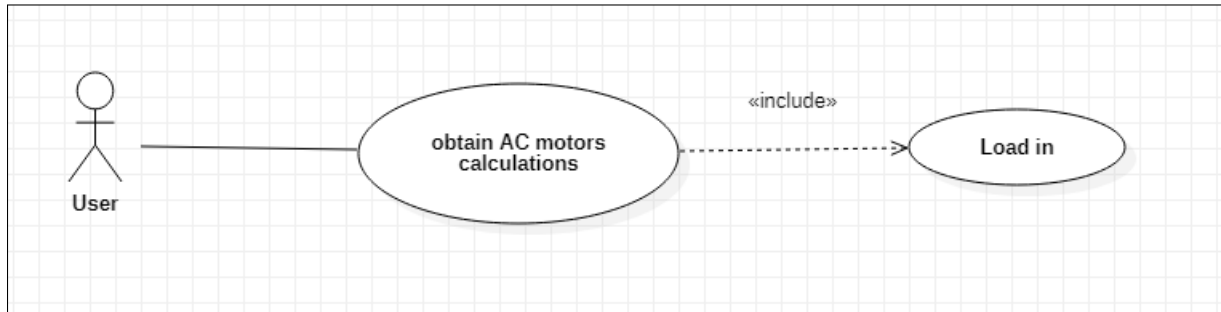 «include»
obtain AC motors
calculations
Load in
User